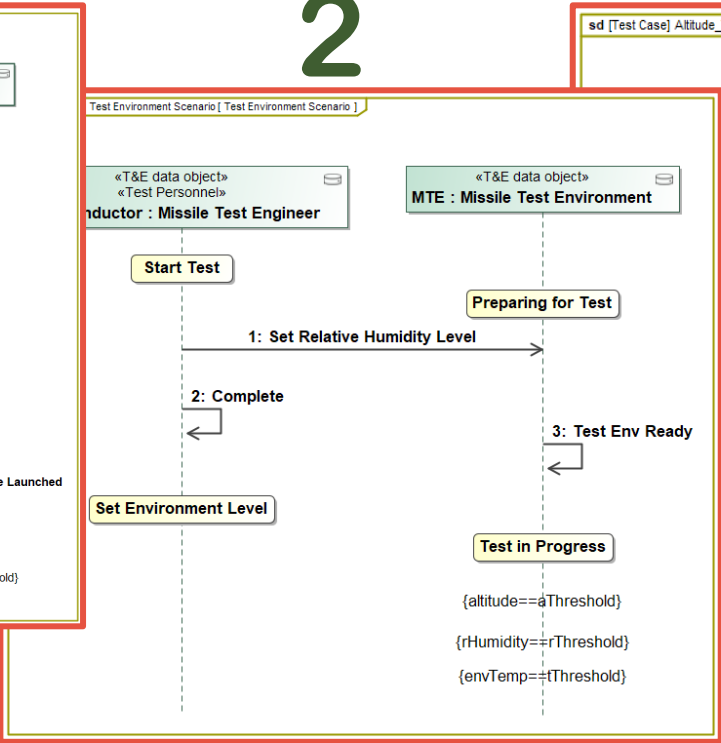 2
sd [Test Case] Altitude_
Test Environment Scenario [ Test Environment Scenario ]
«T&E data object»
«Test Personnel»
nductor : Missile Test Engineer
«T&E data object»
MTE : Missile Test Environment
Start Test
Preparing for Test
1: Set Relative Humidity Level
2: Complete
3: Test Env Ready
e Launched
Set Environment Level
Test in Progress
old}
{altitude==aThreshold}
{rHumidity==rThreshold}
{envTemp==tThreshold}